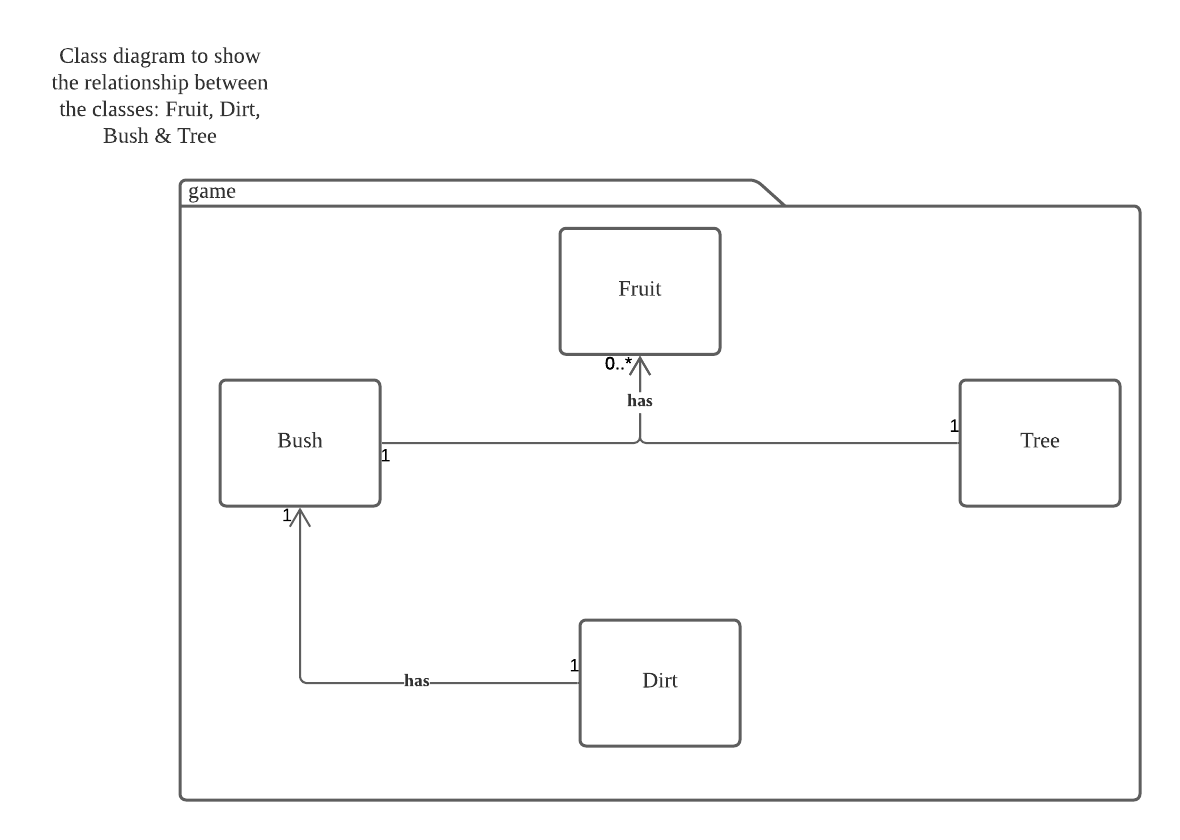 Class diagram to show
the relationship between
the classes: Fruit, Dirt,
Bush & Tree
game
Fruit
0..*
has
Bush
1
1
Tree
1
has
1
Dirt